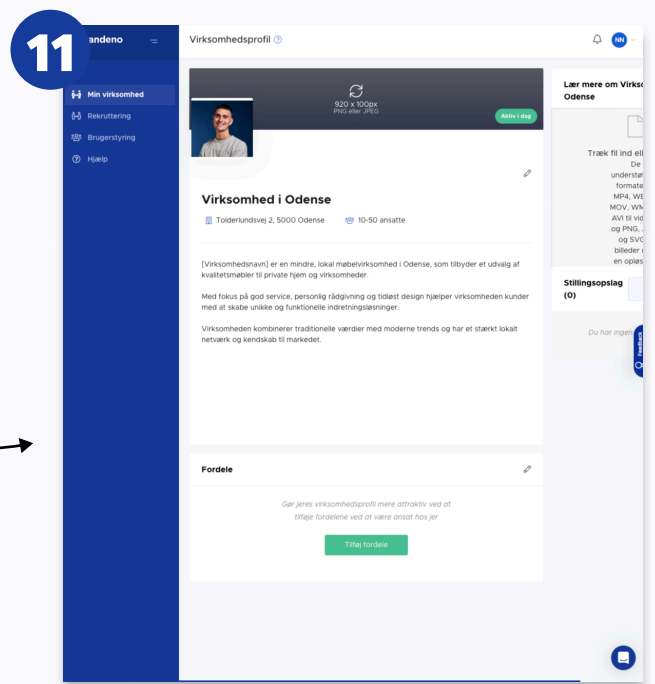 11
andeno
Virksomhedsprofil
NN
Min virksomhed
Rekruttering
Brugerstyring
Hjælp
920 x 100px
PNG eller JPEG
Aktiv i dag
Virksomhed i Odense
Tolderlundsvej 2, 5000 Odense
10-50 ansatte
[Virksomhedsnavn] er en mindre, lokal møbelvirksomhed i Odense, som tilbyder et udvalg af
kvalitetsmøbler til private hjem og virksomheder.
Med fokus på god service, personlig rådgivning og tidløst design hjælper virksomheden kunder
med at skabe unikke og funktionelle indretningsløsninger.
Virksomheden kombinerer traditionelle værdier med moderne trends og har et stærkt lokalt
netværk og kendskab til markedet.
Fordele
Gør jeres virksomhedsprofil mere attraktiv ved at
tilføje fordelene ved at være ansat hos jer
Tilføj fordele
Lær mere om Virkso
Odense
Træk fil ind ell
De
understøt
formate
MP4, WE
MOV, WM
AVI til vid
og PNG,
og SVG
billeder
en opløs
Stillingsopslag
(0)
Du har ingen
Feedback